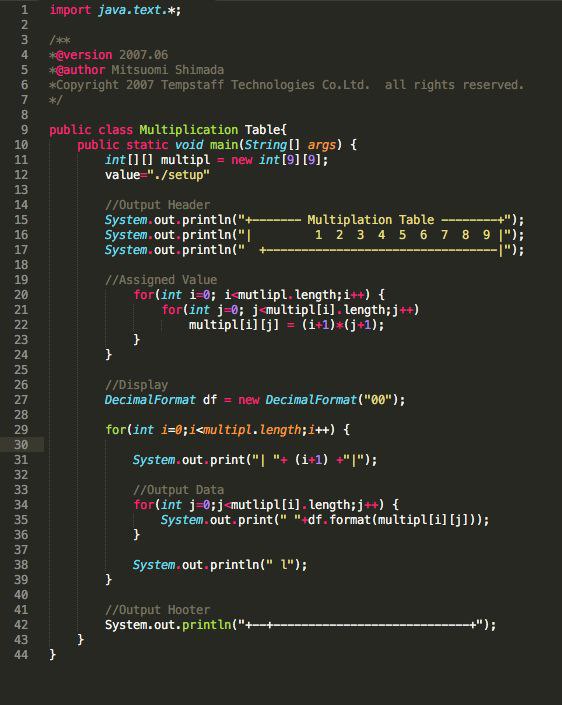 1 import java.text.*;
2
3 /**
4 *@version 2007.06
5 *@author Mitsuomi Shimada
6 *Copyright 2007 Tempstaff Technologies Co.Ltd.  all rights reserved.
7 */
8
9 public class Multiplication Table{
10     public static void main(String[] args) {
11         int[][] multipl = new int[9][9];
12         value="./setup"
13
14         //Output Header
15         System.out.println("+------- Multiplation Table --------+");
16         System.out.println("|         1  2  3  4  5  6  7  8  9 |");
17         System.out.println("  +---------------------------------|");
18
19         //Assigned Value
20             for(int i=0; i<mutlipl.length;i++) {
21                 for(int j=0; j<multipl[i].length;j++)
22                     multipl[i][j] = (i+1)*(j+1);
23             }
24         }
25
26         //Display
27         DecimalFormat df = new DecimalFormat("00");
28
29         for(int i=0;i<multipl.length;i++) {
30
31             System.out.print("| "+ (i+1) +"|");
32
33             //Output Data
34             for(int j=0;j<mutlipl[i].length;j++) {
35                 System.out.print(" "+df.format(multipl[i][j]));
36             }
37
38             System.out.println(" l");
39         }
40
41         //Output Hooter
42         System.out.println("+--+----------------------------+");
43     }
44 }